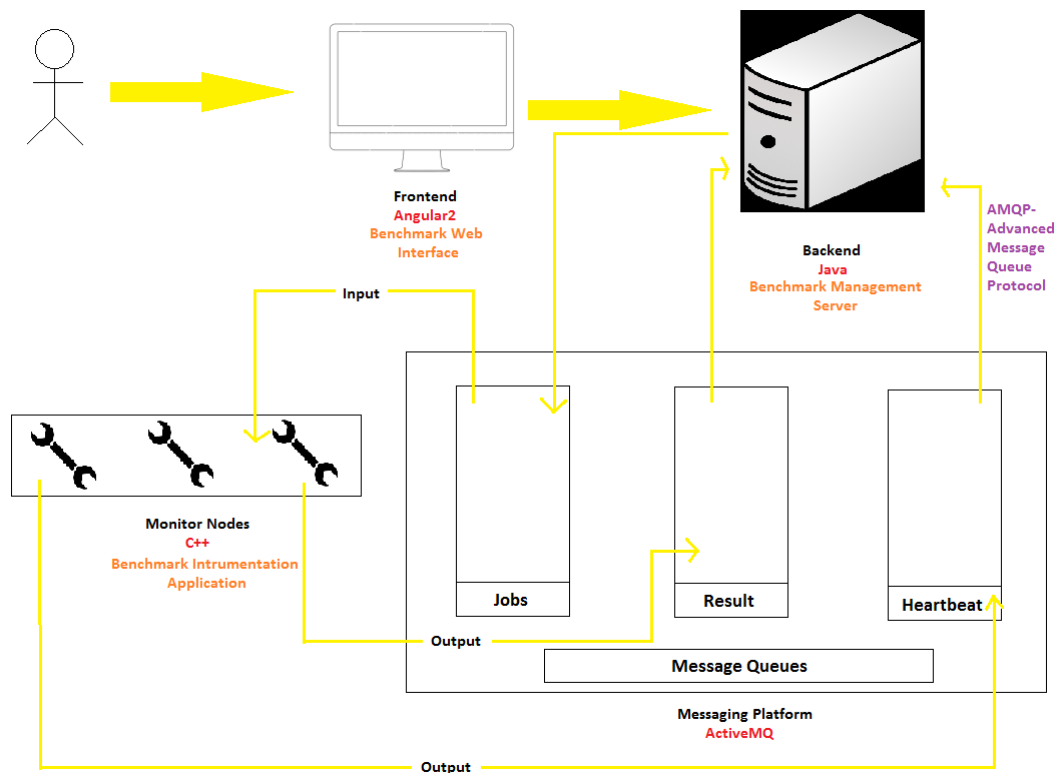 Frontend
Angular2
Benchmark Web
Interface
Backend
Java
Benchmark Management
Server
AMQP-
Advanced
Message
Queue
Protocol
Input
Monitor Nodes
C++
Benchmark Intrumentation
Application
Jobs
Result
Heartbeat
Output
Message Queues
Messaging Platform
ActiveMQ
Output